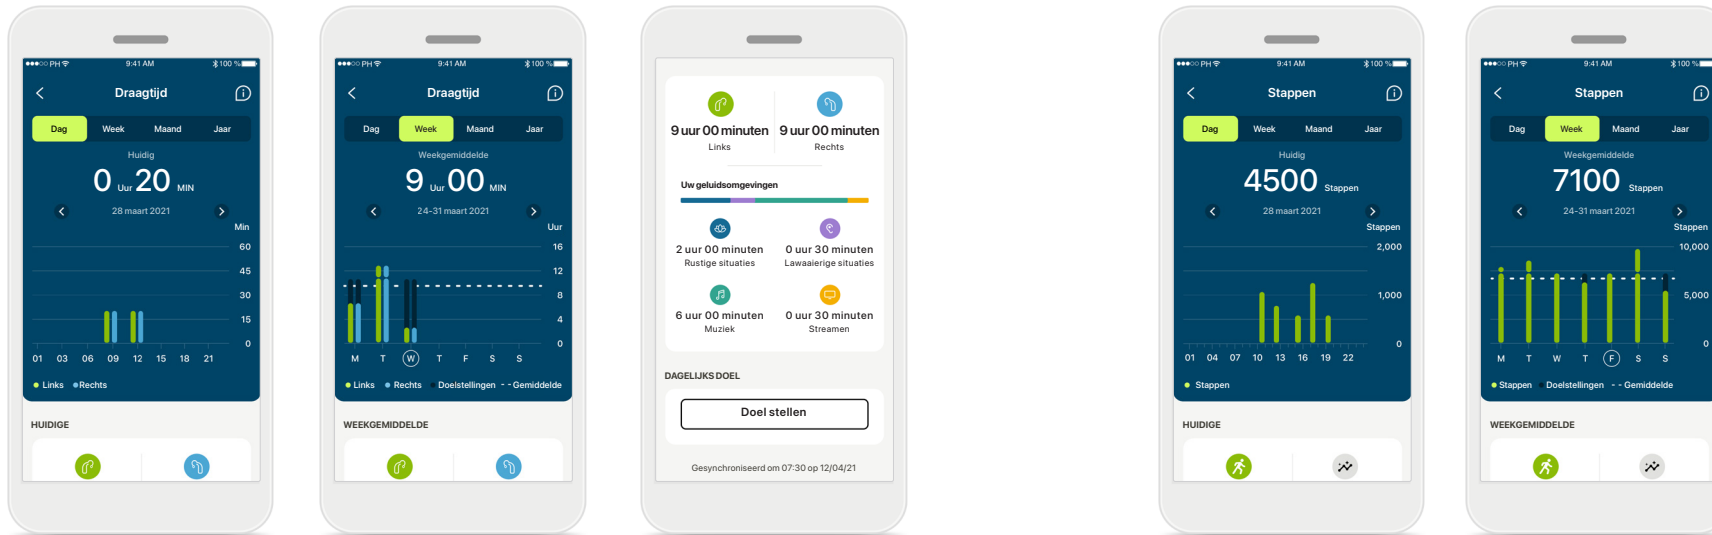 PH 9:41 AM 100 %
Draagtijd
Dag Week Maand Jaar
Huidig
0 Uur 20 MIN
28 maart 2021
Min
60
45
30
15
0
01 03 06 09 12 15 18 21
Links Rechts
HUIDIGE
PH 9:41 AM 100 %
Draagtijd
Dag Week Maand Jaar
Weekgemiddelde
9 Uur 00 MIN
24-31 maart 2021
Uur
16
12
8
4
0
M T W T F S S
Links Rechts Doelstellingen - - Gemiddelde
WEEKGEMIDDELDE
9 uur 00 minuten 9 uur 00 minuten
Links Rechts
Uw geluidsomgevingen
2 uur 00 minuten 0 uur 30 minuten
Rustige situaties Lawaaierige situaties
6 uur 00 minuten 0 uur 30 minuten
Muziek Streamen
DAGELIJKS DOEL
Doel stellen
Gesynchroniseerd om 07:30 op 12/04/21
PH 9:41 AM 100 %
Stappen
Dag Week Maand Jaar
Huidig
4500 Stappen
28 maart 2021
Stappen
2,000
1,000
0
01 04 07 10 13 16 19 22
Stappen
HUIDIGE
PH 9:41 AM 100 %
Stappen
Dag Week Maand Jaar
Weekgemiddelde
7100 Stappen
24-31 maart 2021
Stappen
10,000
5,000
0
M T W T F S S
Stappen Doelstellingen - - Gemiddelde
WEEKGEMIDDELDE